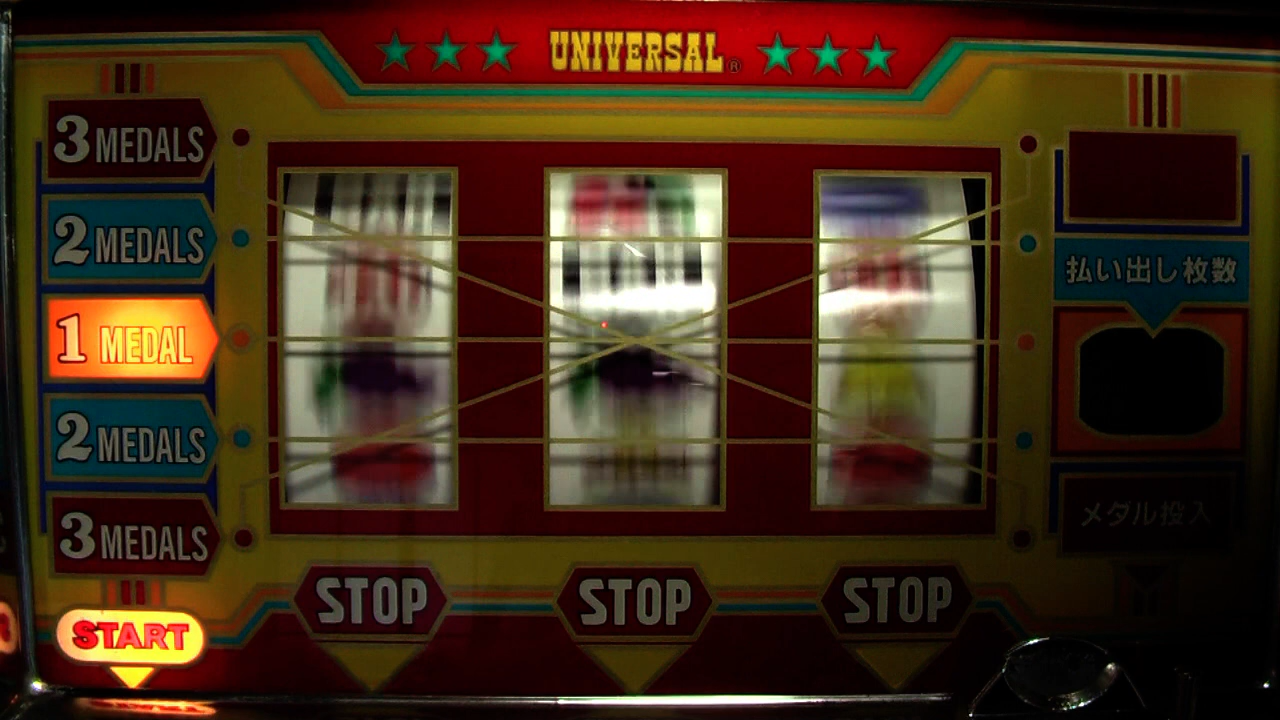 UNIVERSAL®
3 MEDALS
2 MEDALS
払い出し枚数
1 MEDAL
2 MEDALS
メダル投入
3 MEDALS
STOP STOP STOP
START